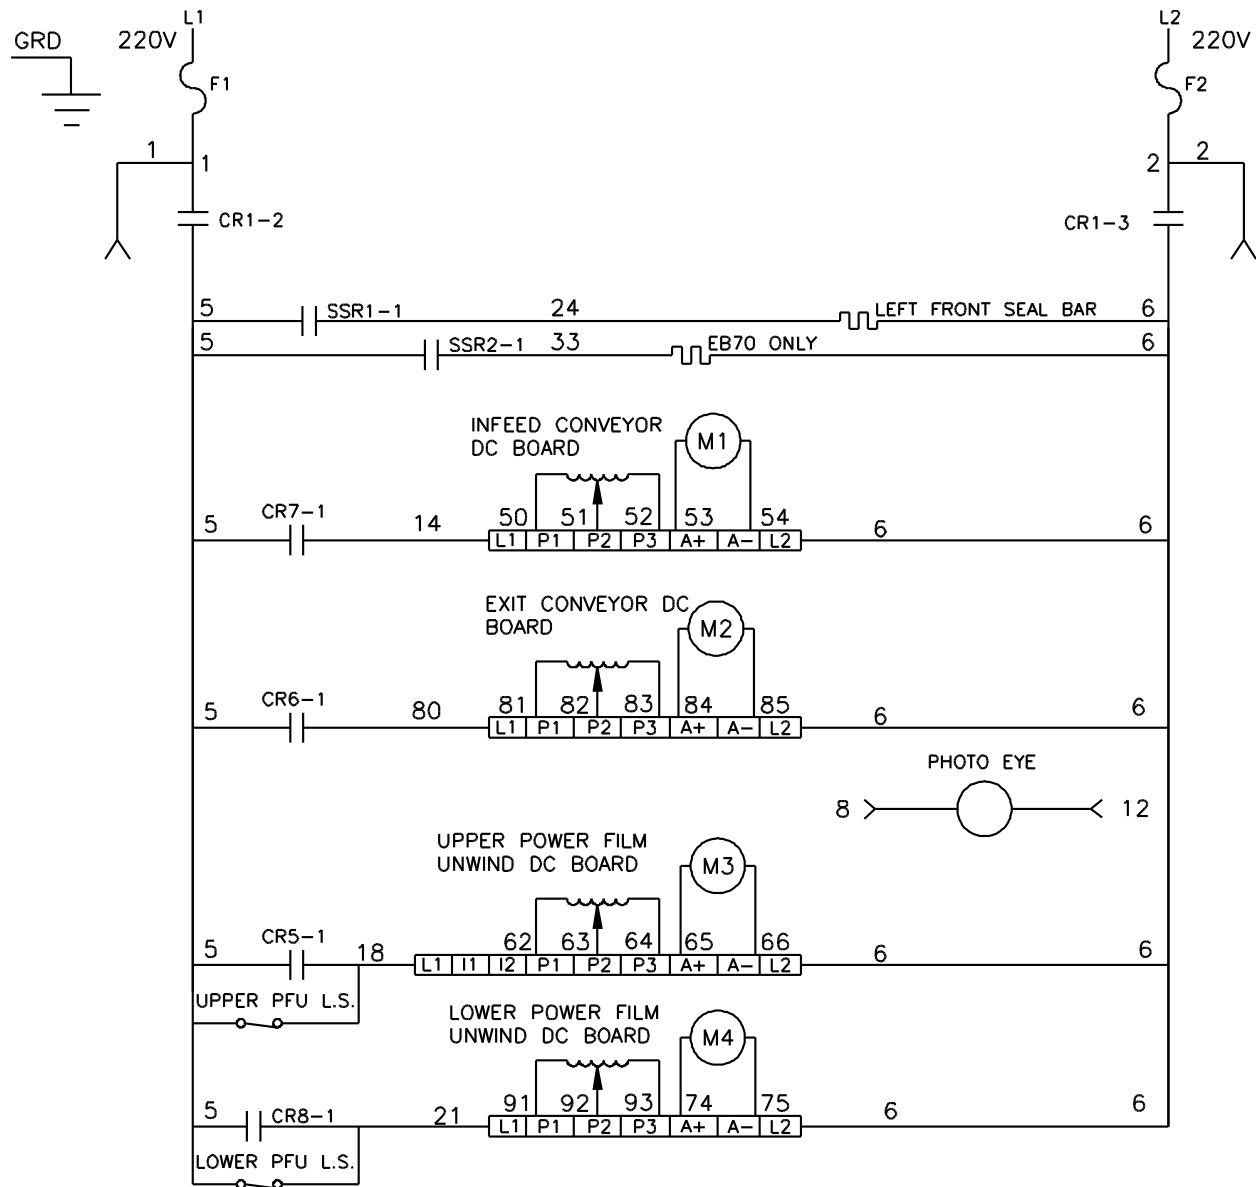 L1
L2
GRD
220V
220V
F1
F2
1
1
2
2
CR1-2
CR1-3
5
SSR1-1
24
LEFT FRONT SEAL BAR
6
5
SSR2-1
33
EB70 ONLY
6
INFEED CONVEYOR
DC BOARD
M1
5
CR7-1
14
50
51
52
53
54
6
6
L1
P1
P2
P3
A+
A-
L2
EXIT CONVEYOR DC
BOARD
M2
5
CR6-1
80
81
82
83
84
85
6
6
L1
P1
P2
P3
A+
A-
L2
PHOTO EYE
8
12
UPPER POWER FILM
UNWIND DC BOARD
M3
5
CR5-1
18
62
63
64
65
66
6
6
L1
I1
I2
P1
P2
P3
A+
A-
L2
UPPER PFU L.S.
LOWER POWER FILM
UNWIND DC BOARD
M4
5
CR8-1
21
91
92
93
74
75
6
6
L1
P1
P2
P3
A+
A-
L2
LOWER PFU L.S.